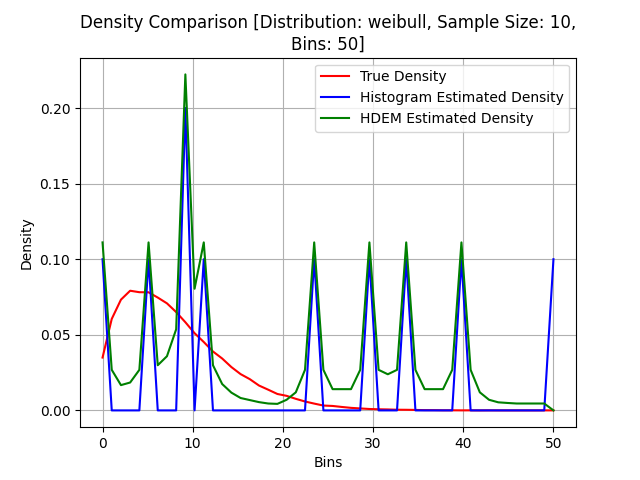 Density Comparison [Distribution: weibull, Sample Size: 10,
Bins: 50]
True Density
Histogram Estimated Density
HDEM Estimated Density
Density
0.20
0.15
0.10
0.05
0.00
0 10 20 30 40 50
Bins